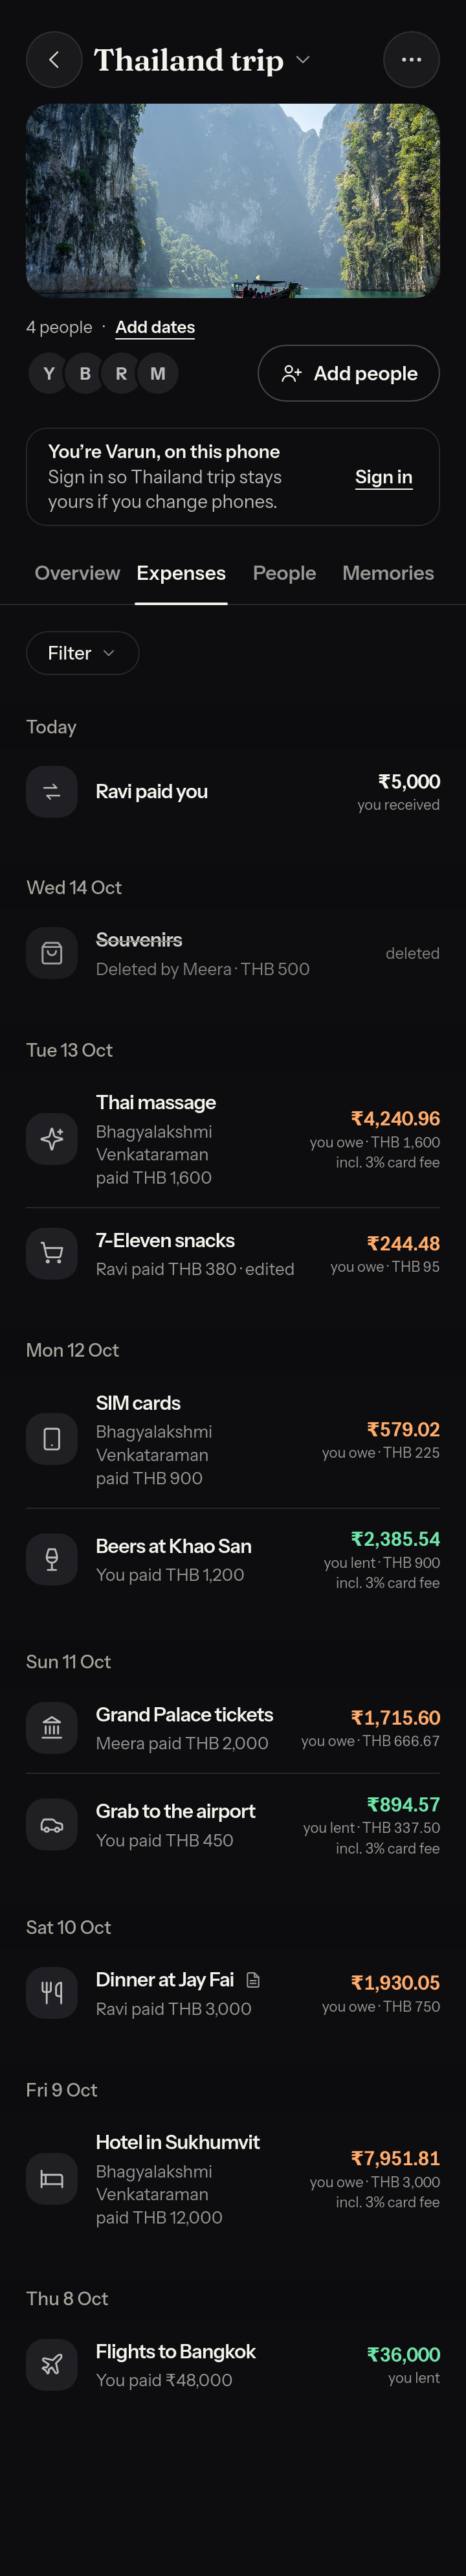 Thailand trip
4 people · Add dates
Y B R M
Add people
You’re Varun, on this phone
Sign in so Thailand trip stays
yours if you change phones.
Sign in
Overview Expenses People Memories
Filter
Today
Ravi paid you
₹5,000
you received
Wed 14 Oct
Souvenirs
Deleted by Meera · THB 500
deleted
Tue 13 Oct
Thai massage
Bhagyalakshmi
Venkataraman
paid THB 1,600
₹4,240.96
you owe · THB 1,600
incl. 3% card fee
7-Eleven snacks
Ravi paid THB 380 · edited
₹244.48
you owe · THB 95
Mon 12 Oct
SIM cards
Bhagyalakshmi
Venkataraman
paid THB 900
₹579.02
you owe · THB 225
Beers at Khao San
You paid THB 1,200
₹2,385.54
you lent · THB 900
incl. 3% card fee
Sun 11 Oct
Grand Palace tickets
Meera paid THB 2,000
₹1,715.60
you owe · THB 666.67
Grab to the airport
You paid THB 450
₹894.57
you lent · THB 337.50
incl. 3% card fee
Sat 10 Oct
Dinner at Jay Fai
Ravi paid THB 3,000
₹1,930.05
you owe · THB 750
Fri 9 Oct
Hotel in Sukhumvit
Bhagyalakshmi
Venkataraman
paid THB 12,000
₹7,951.81
you owe · THB 3,000
incl. 3% card fee
Thu 8 Oct
Flights to Bangkok
You paid ₹48,000
₹36,000
you lent